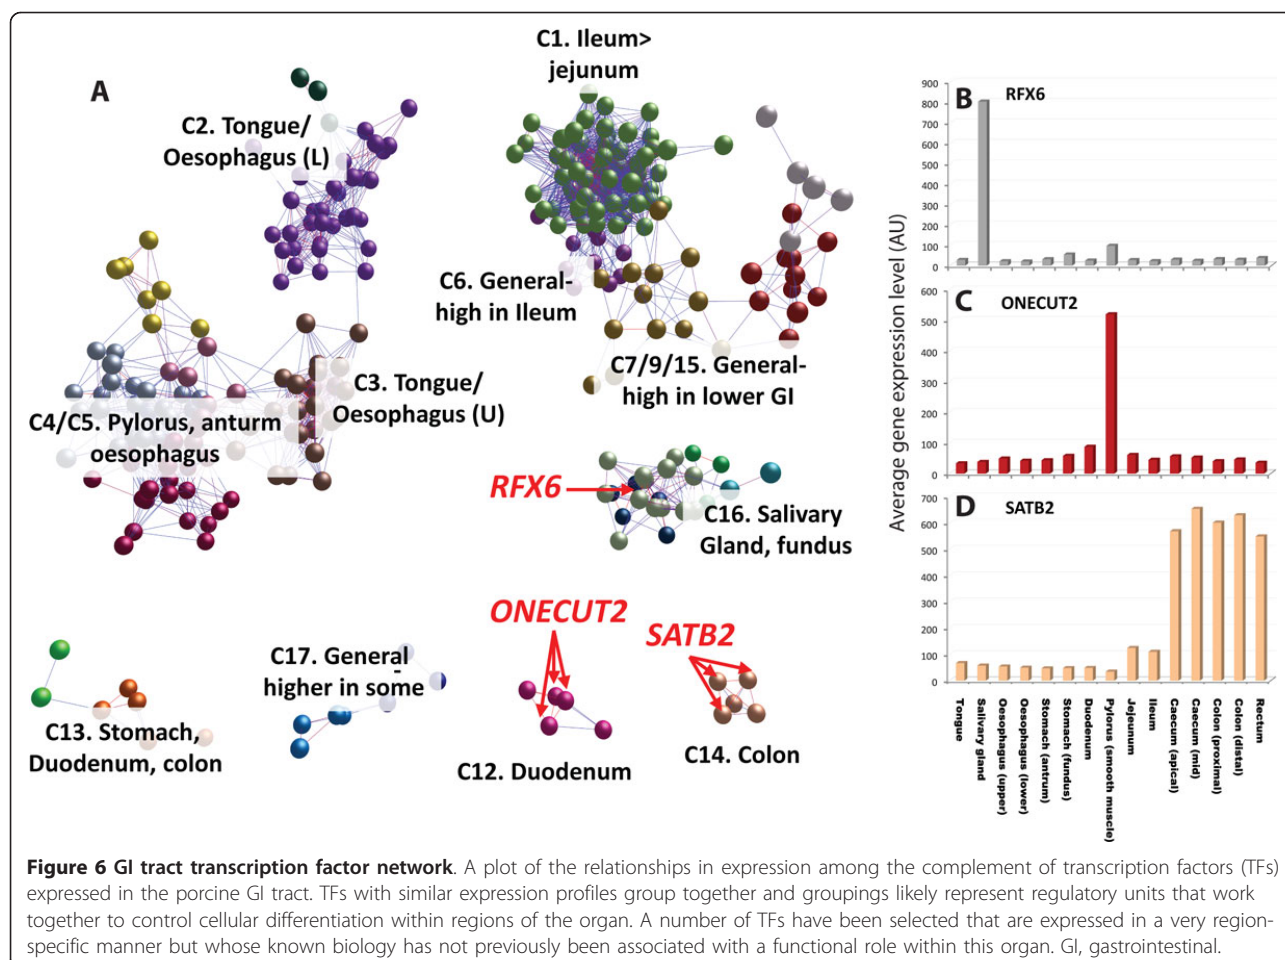 A
C1. Ileum>
jejunum
C2. Tongue/
Oesophagus (L)
C6. General-
high in Ileum
C3. Tongue/
Oesophagus (U)
C7/9/15. General-
high in lower GI
C4/C5. Pylorus, anturm
oesophagus
RFX6
C16. Salivary
Gland, fundus
ONECUT2
SATB2
C17. General
higher in some
C13. Stomach,
Duodenum, colon
C12. Duodenum
C14. Colon
Average gene expression level (AU)
B RFX6
900
800
700
600
500
400
300
200
100
0
C ONECUT2
600
500
400
300
200
100
0
D SATB2
700
600
500
400
300
200
100
0
Tongue
Salivary gland
Oesophagus (upper)
Oesophagus (lower)
Stomach (antrum)
Stomach (fundus)
Duodenum
Pylorus (smooth muscle)
Jejeunum
Ileum
Caecum (apical)
Caecum (mid)
Colon (proximal)
Colon (distal)
Rectum
Figure 6 GI tract transcription factor network. A plot of the relationships in expression among the complement of transcription factors (TFs)
expressed in the porcine GI tract. TFs with similar expression profiles group together and groupings likely represent regulatory units that work
together to control cellular differentiation within regions of the organ. A number of TFs have been selected that are expressed in a very region-
specific manner but whose known biology has not previously been associated with a functional role within this organ. GI, gastrointestinal.